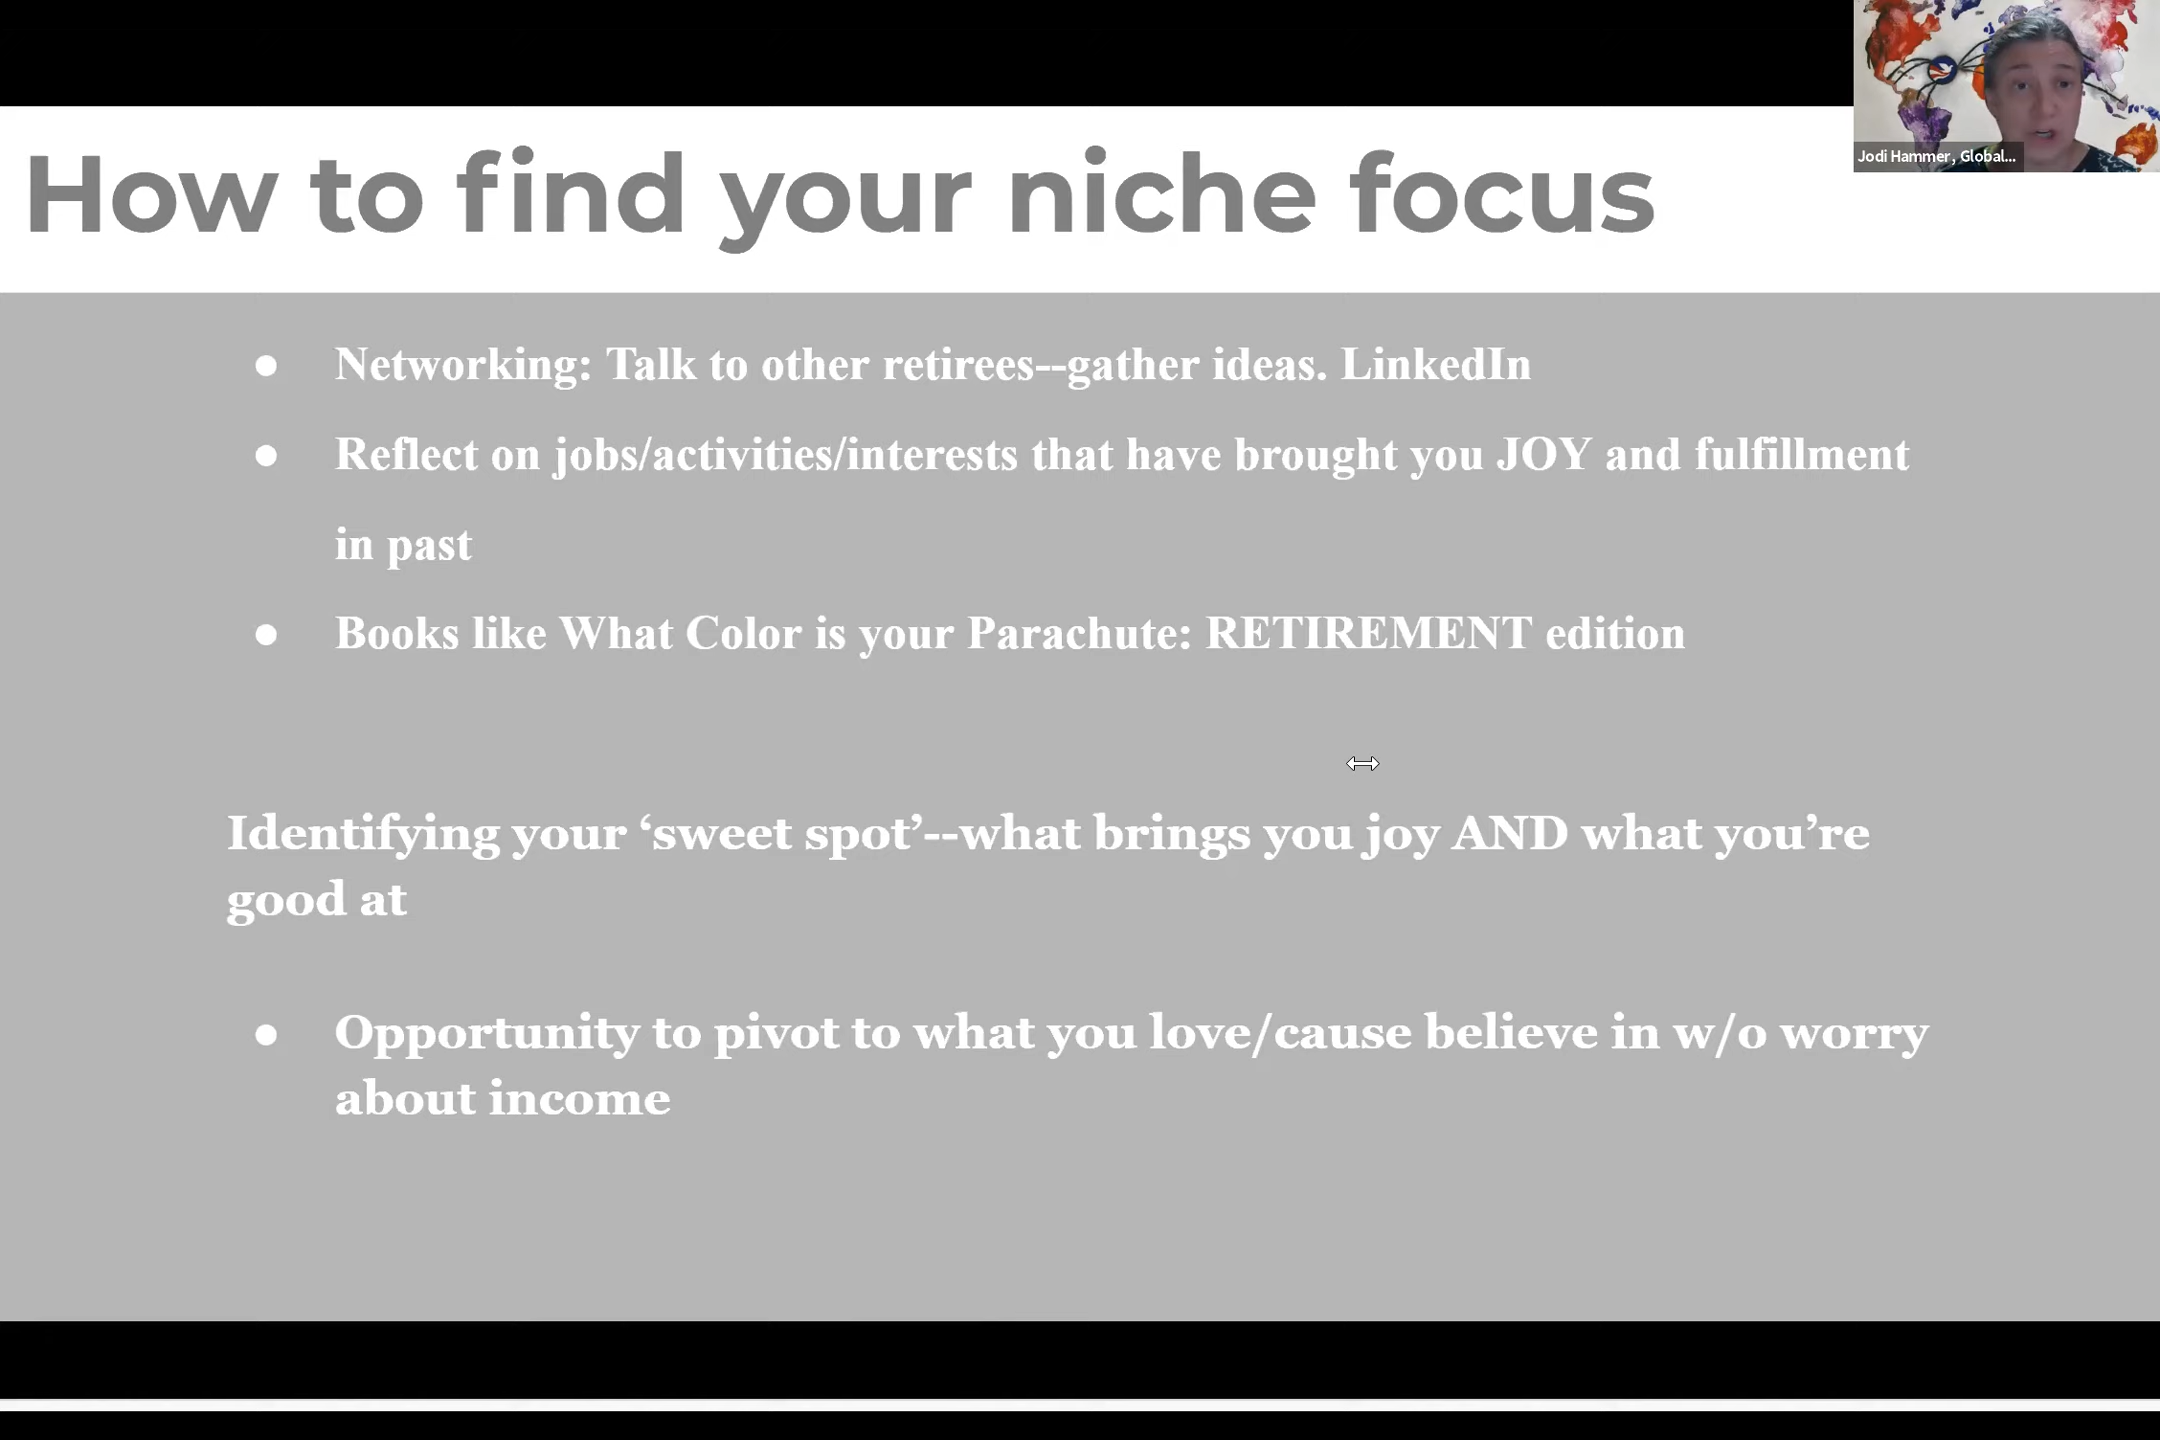 Jodi Hammer, Global...
How to find your niche focus
● Networking: Talk to other retirees--gather ideas. LinkedIn
● Reflect on jobs/activities/interests that have brought you JOY and fulfillment
in past
● Books like What Color is your Parachute: RETIREMENT edition
Identifying your ‘sweet spot’--what brings you joy AND what you’re
good at
● Opportunity to pivot to what you love/cause believe in w/o worry
about income